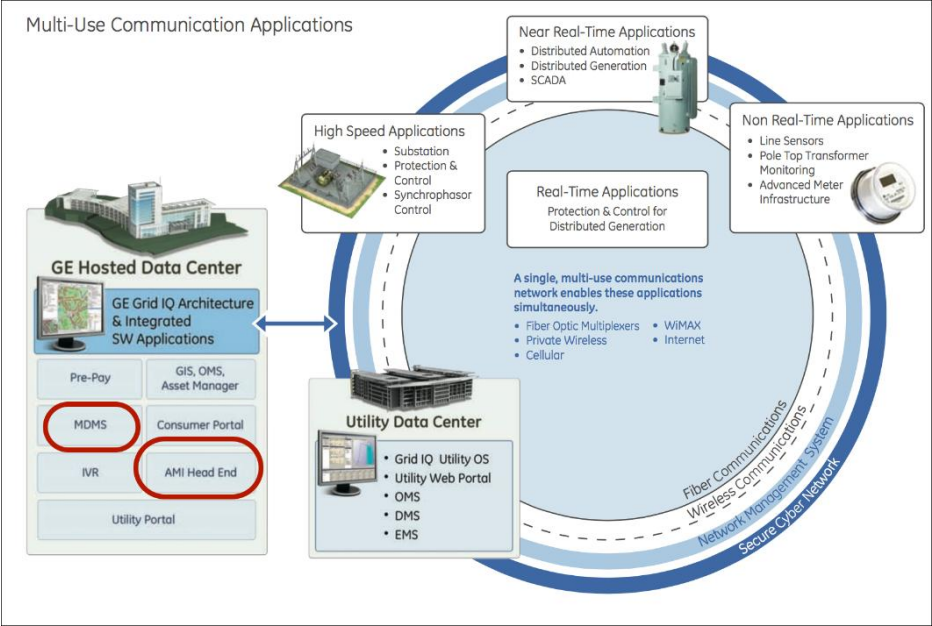 Multi-Use Communication Applications
Near Real-Time Applications
• Distributed Automation
• Distributed Generation
• SCADA
High Speed Applications
• Substation
• Protection &
Control
• Synchrophasor
Control
Non Real-Time Applications
• Line Sensors
• Pole Top Transformer
Monitoring
• Advanced Meter
Infrastructure
Real-Time Applications
Protection & Control for
Distributed Generation
GE Hosted Data Center
GE Grid IQ Architecture
& Integrated
SW Applications
Pre-Pay
GIS, OMS,
Asset Manager
MDMS
Consumer Portal
IVR
AMI Head End
Utility Portal
A single, multi-use communications
network enables these applications
simultaneously.
• Fiber Optic Multiplexers
• Private Wireless
• Cellular
• WiMAX
• Internet
Utility Data Center
• Grid IQ Utility OS
• Utility Web Portal
• OMS
• DMS
• EMS
Fiber Communications
Wireless Communications
Network Management System
Secure Cyber Network